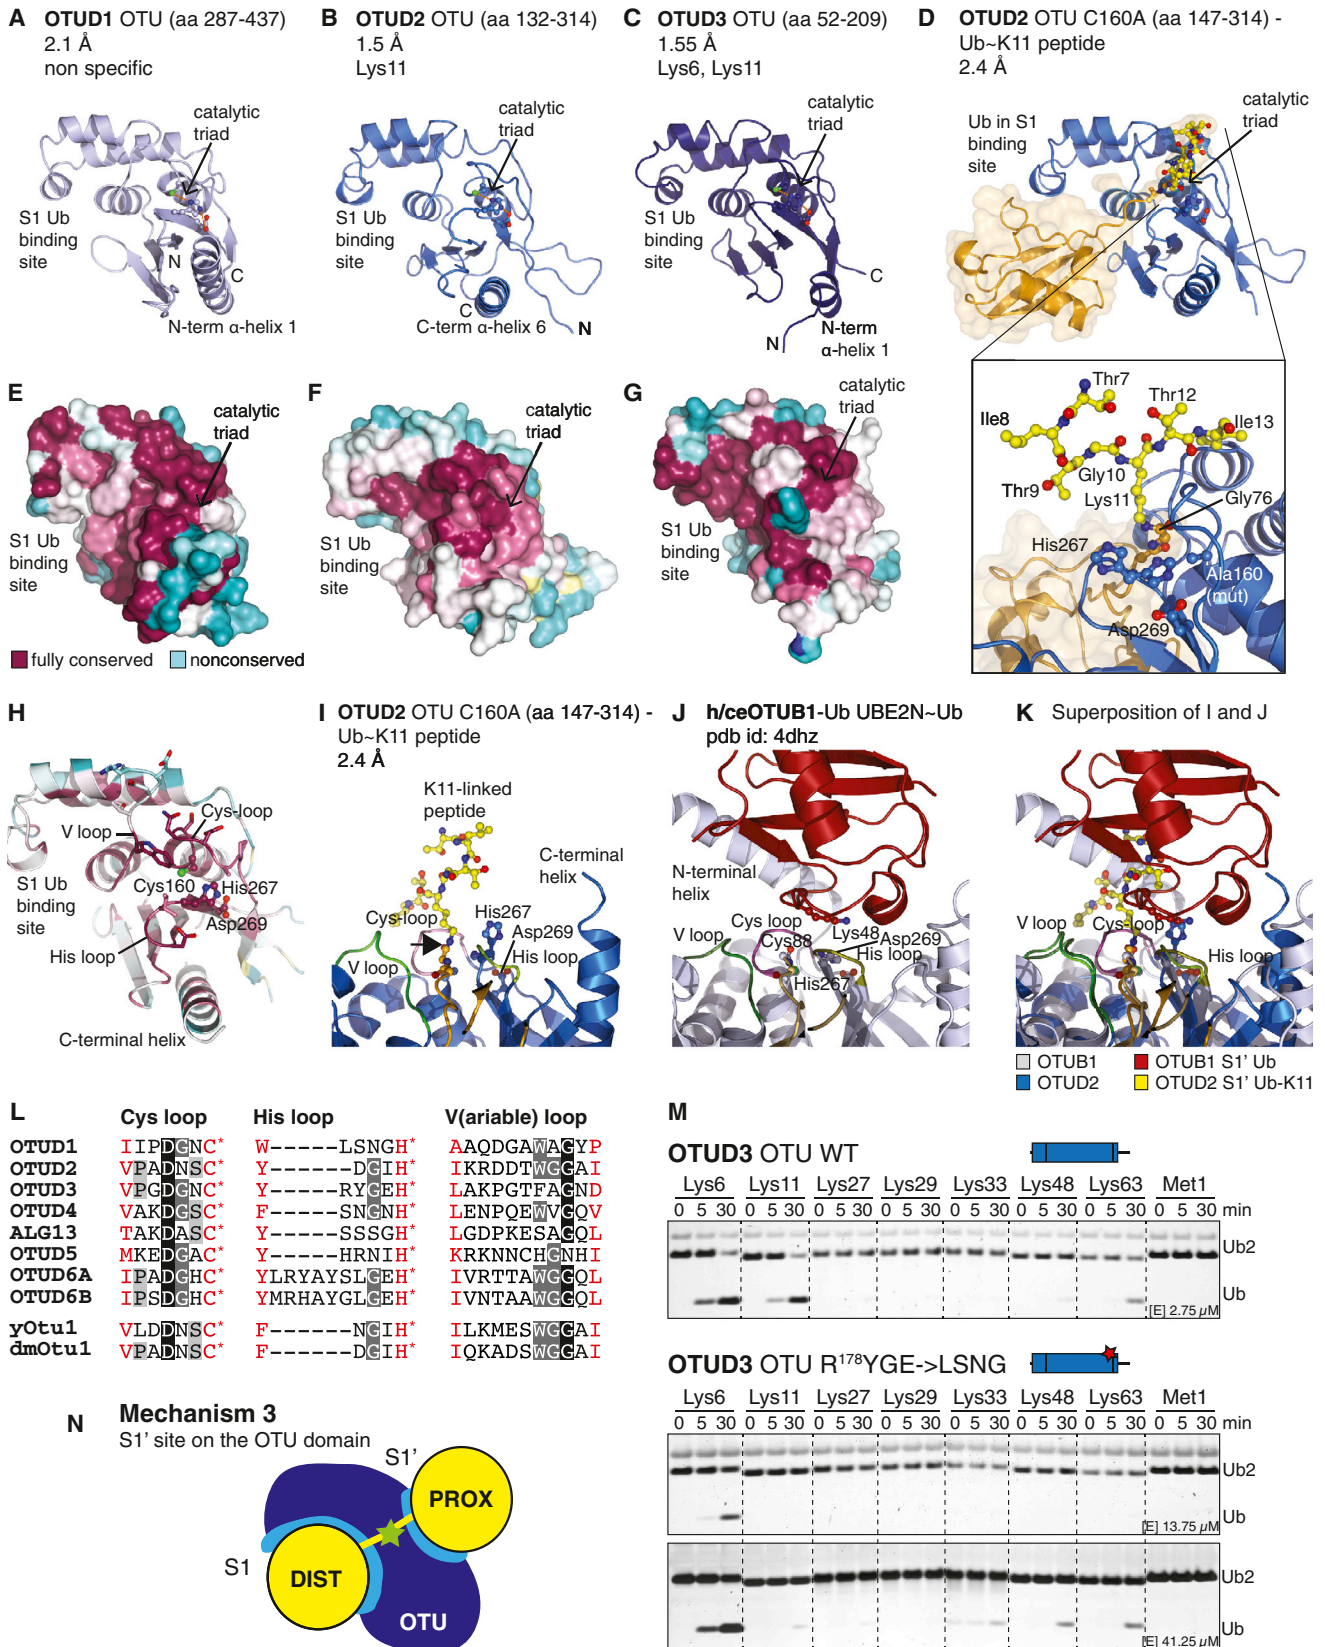 A OTUD1 OTU (aa 287-437)
2.1 Å
non specific
catalytic
triad
S1 Ub
binding
site
N
C
N-term α-helix 1
B OTUD2 OTU (aa 132-314)
1.5 Å
Lys11
catalytic
triad
S1 Ub
binding
site
C
C-term α-helix 6
N
C OTUD3 OTU (aa 52-209)
1.55 Å
Lys6, Lys11
catalytic
triad
S1 Ub
binding
site
C
N
N-term
α-helix 1
D OTUD2 OTU C160A (aa 147-314) -
Ub~K11 peptide
2.4 Å
Ub in S1
binding
site
catalytic
triad
Thr7
Thr12
Ile8
Ile13
Gly10
Thr9
Lys11
Gly76
His267
Ala160
(mut)
Asp269
E
catalytic
triad
S1 Ub
binding
site
fully conserved
nonconserved
F
catalytic
triad
S1 Ub
binding
site
G
catalytic
triad
S1 Ub
binding
site
H
Cys-loop
V loop
S1 Ub
binding
site
Cys160
His267
Asp269
His loop
C-terminal helix
I OTUD2 OTU C160A (aa 147-314) -
Ub~K11 peptide
2.4 Å
K11-linked
peptide
C-terminal
helix
Cys-loop
His267
Asp269
V loop
His loop
J h/ceOTUB1-Ub UBE2N~Ub
pdb id: 4dhz
N-terminal
helix
Cys loop
V loop
Cys88
Lys48
Asp269
His loop
His267
K Superposition of I and J
V loop
Cys-loop
His loop
OTUB1
OTUB1 S1' Ub
OTUD2
OTUD2 S1' Ub-K11
L
Cys loop His loop V(ariable) loop
OTUD1 IIPDGNC* W-----LSNGH* AAQDGAWAGYP
OTUD2 VPADNSC* Y------DGIH* IKRDDTWGGAI
OTUD3 VPGDGNC* Y-----RYGEH* LAKPGTFAGND
OTUD4 VAKDGSC* F-----SNGNH* LENPQEWVGQV
ALG13 TAKDASC* Y-----SSSGH* LGDPKESAGQL
OTUD5 MKEDGAC* Y-----HRNIH* KRKNNCHGNHI
OTUD6A IPADGHC* YLRYAYSLGEH* IVRTTAWGGQL
OTUD6B IPSDGHC* YMRHAYGLGEH* IVNTAAWGGQL
yOtu1 VLDDNSC* F------NGIH* ILKMESWGGAI
dmOtu1 VPADNSC* F------DGIH* IQKADSWGGAI
M
OTUD3 OTU WT
Lys6 Lys11 Lys27 Lys29 Lys33 Lys48 Lys63 Met1
0 5 30 0 5 30 0 5 30 0 5 30 0 5 30 0 5 30 0 5 30 0 5 30 min
Ub2
Ub
[E] 2.75 µM
OTUD3 OTU R178YGE->LSNG
Lys6 Lys11 Lys27 Lys29 Lys33 Lys48 Lys63 Met1
0 5 30 0 5 30 0 5 30 0 5 30 0 5 30 0 5 30 0 5 30 0 5 30 min
Ub2
Ub
[E] 13.75 µM
Ub2
Ub
[E] 41.25 µM
N Mechanism 3
S1' site on the OTU domain
S1'
PROX
S1
DIST
OTU